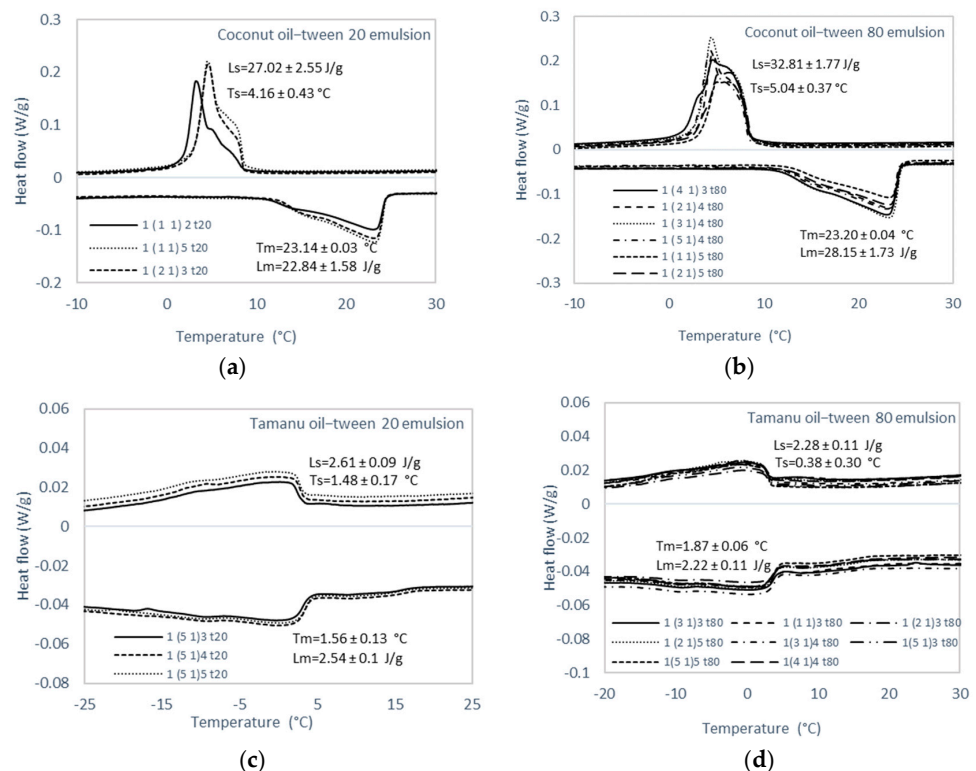 Coconut oil–tween 20 emulsion
Ls=27.02 ± 2.55 J/g
Ts=4.16 ± 0.43 °C
Heat flow (W/g)
0.3
0.2
0.1
0
-0.1
-0.2
1 (1 1) 2 t20
1 (1 1) 5 t20
1 (2 1) 3 t20
Tm=23.14 ± 0.03 °C
Lm=22.84 ± 1.58 J/g
-10 0 10 20 30
Temperature (°C)
(a)
Coconut oil–tween 80 emulsion
Ls=32.81 ± 1.77 J/g
Ts=5.04 ± 0.37 °C
Heat flow (W/g)
0.3
0.2
0.1
0
-0.1
-0.2
-0.3
1 (4 1) 3 t80
1 (2 1) 4 t80
1 (3 1) 4 t80
1 (5 1) 4 t80
1 (1 1) 5 t80
1 (2 1) 5 t80
Tm=23.20 ± 0.04 °C
Lm=28.15 ± 1.73 J/g
-10 0 10 20 30
Temperature (°C)
(b)
Tamanu oil–tween 20 emulsion
Ls=2.61 ± 0.09 J/g
Ts=1.48 ± 0.17 °C
Heat flow (W/g)
0.06
0.04
0.02
0
-0.02
-0.04
-0.06
-0.08
1 (5 1)3 t20
1 (5 1)4 t20
1 (5 1)5 t20
Tm=1.56 ± 0.13 °C
Lm=2.54 ± 0.1 J/g
-25 -15 -5 5 15 25
Temperature (°C)
(c)
Tamanu oil–tween 80 emulsion
Ls=2.28 ± 0.11 J/g
Ts=0.38 ± 0.30 °C
Heat flow (W/g)
0.06
0.04
0.02
0
-0.02
-0.04
-0.06
-0.08
-0.1
Tm=1.87 ± 0.06 °C
Lm=2.22 ± 0.11 J/g
1 (3 1)3 t80 1 (1 1)3 t80 1 (2 1)3 t80
1 (2 1)5 t80 1 (3 1)4 t80 1(5 1)3 t80
1(5 1)5 t80 1(4 1)4 t80
-20 -10 0 10 20 30
Temperature (°C)
(d)